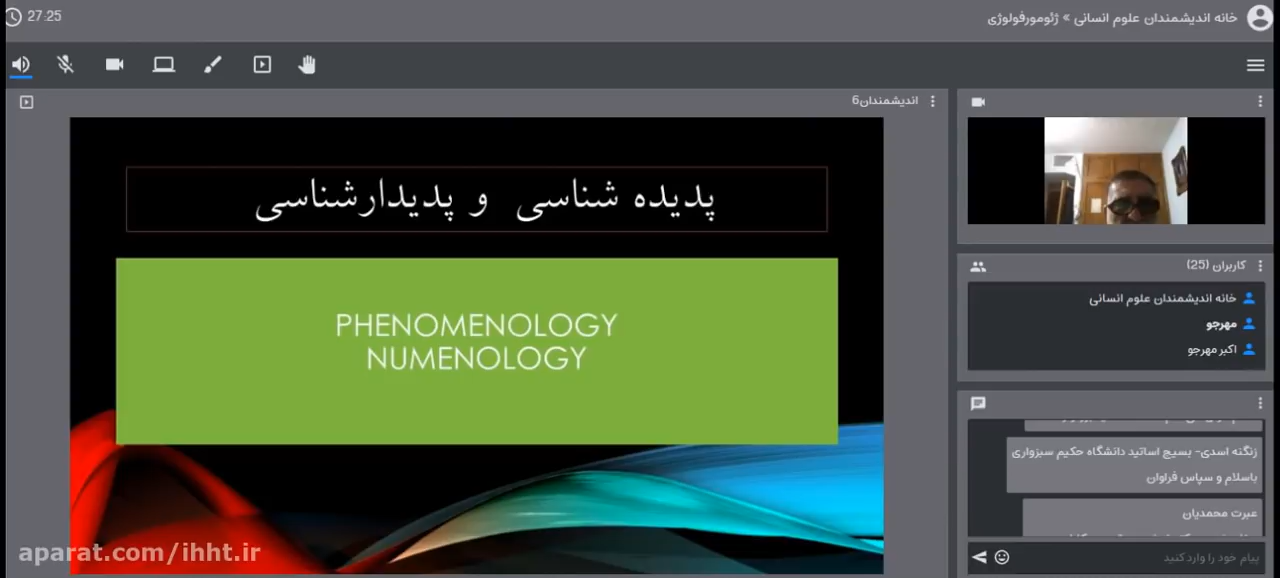 27:25
خانه اندیشمندان علوم انسانی » ژئومورفولوژی
اندیشمندان6
پدیده شناسی و پدیدارشناسی
PHENOMENOLOGY
NUMENOLOGY
کاربران (25)
خانه اندیشمندان علوم انسانی
مهرجو
اکبر مهرجو
زنگنه اسدی- بسیج اساتید دانشگاه حکیم سبزواری
باسلام و سپاس فراوان
عبرت محمدیان
پیام خود را وارد کنید
aparat.com/ihht.ir